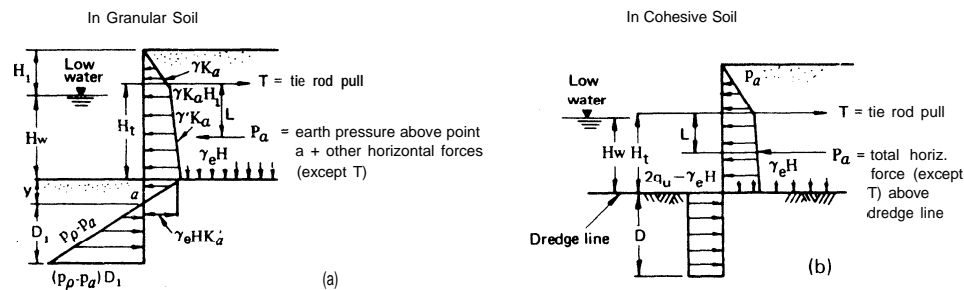 In Granular Soil
H₁
Low
water
γKₐ
T = tie rod pull
γKₐH₁
γ'Kₐ
L
Hw
Hₜ
Pₐ = earth pressure above point
a + other horizontal forces
(except T)
γₑH
y
a
D₁
pₚ-pₐ
γₑHK'ₐ
(pₚ-pₐ) D₁
(a)
In Cohesive Soil
pₐ
Low
water
T = tie rod pull
Hw
Hₜ
L
Pₐ = total horiz.
force (except
T) above
dredge line
γₑH
2qᵤ-γₑH
Dredge line
D
(b)